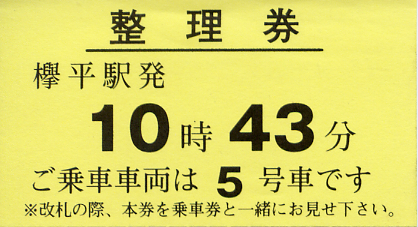 整理券
欅平駅発
10時43分
ご乗車車両は 5 号車です
※改札の際、本券を乗車券と一緒にお見せ下さい。